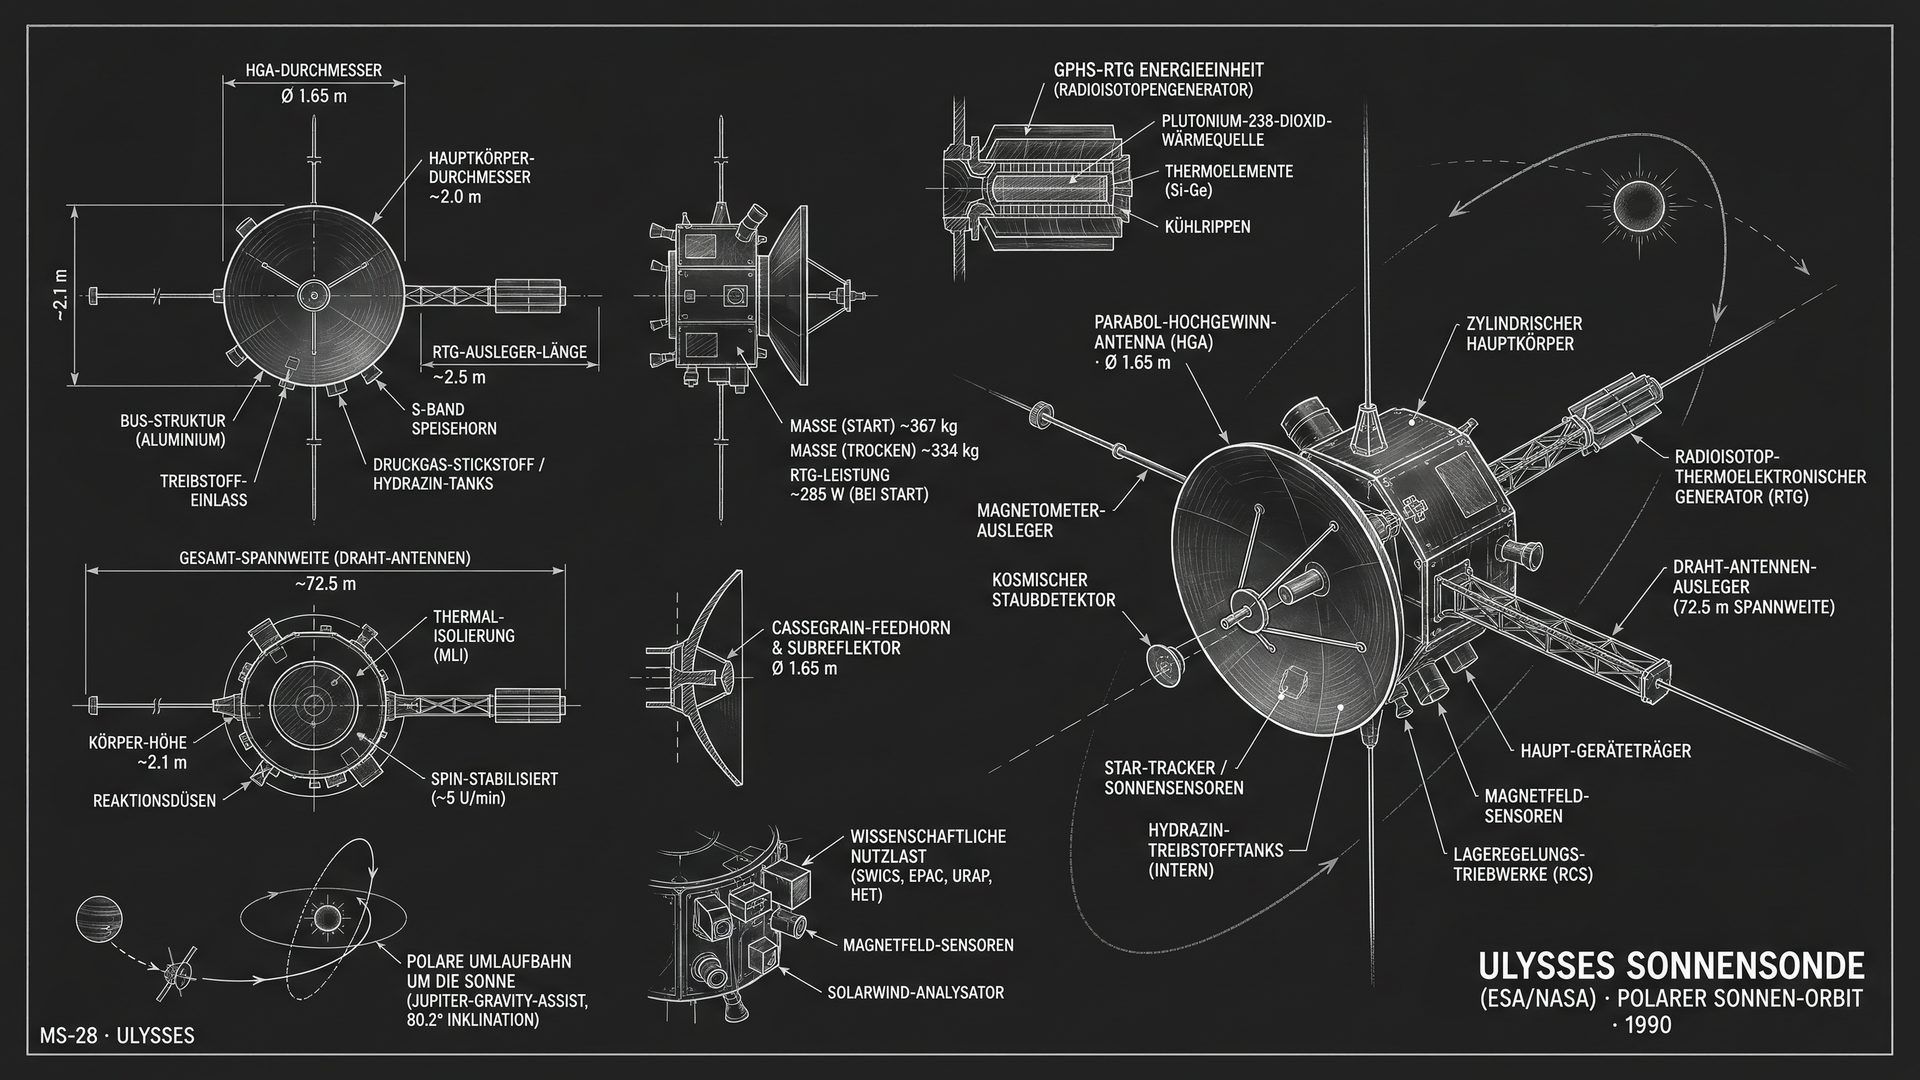 HGA-DURCHMESSER
Ø 1.65 m
HAUPTKÖRPER-
DURCHMESSER
~2.0 m
~2.1 m
RTG-AUSLEGER-LÄNGE
~2.5 m
BUS-STRUKTUR
(ALUMINIUM)
S-BAND
SPEISEHORN
TREIBSTOFF-
EINLASS
DRUCKGAS-STICKSTOFF /
HYDRAZIN-TANKS
MASSE (START) ~367 kg
MASSE (TROCKEN) ~334 kg
RTG-LEISTUNG
~285 W (BEI START)
GESAMT-SPANNWEITE (DRAHT-ANTENNEN)
~72.5 m
THERMAL-
ISOLIERUNG
(MLI)
KÖRPER-HÖHE
~2.1 m
REAKTIONSDÜSEN
SPIN-STABILISIERT
(~5 U/min)
CASSEGRAIN-FEEDHORN
& SUBREFLEKTOR
Ø 1.65 m
POLARE UMLAUFBAHN
UM DIE SONNE
(JUPITER-GRAVITY-ASSIST,
80.2° INKLINATION)
MS-28 · ULYSSES
WISSENSCHAFTLICHE
NUTZLAST
(SWICS, EPAC, URAP,
HET)
MAGNETFELD-SENSOREN
SOLARWIND-ANALYSATOR
GPHS-RTG ENERGIEEINHEIT
(RADIOISOTOPENGENERATOR)
PLUTONIUM-238-DIOXID-
WÄRMEQUELLE
THERMOELEMENTE
(Si-Ge)
KÜHLRIPPEN
PARABOL-HOCHGEWINN-
ANTENNA (HGA)
· Ø 1.65 m
ZYLINDRISCHER
HAUPTKÖRPER
RADIOISOTOP-
THERMOELEKTRONISCHER
GENERATOR (RTG)
MAGNETOMETER-
AUSLEGER
KOSMISCHER
STAUBDETEKTOR
DRAHT-ANTENNEN-
AUSLEGER
(72.5 m SPANNWEITE)
STAR-TRACKER /
SONNENSENSOREN
HYDRAZIN-
TREIBSTOFFTANKS
(INTERN)
HAUPT-GERÄTETRÄGER
MAGNETFELD-
SENSOREN
LAGEREGELUNGS-
TRIEBWERKE (RCS)
ULYSSES SONNENSONDE
(ESA/NASA) · POLARER SONNEN-ORBIT
· 1990